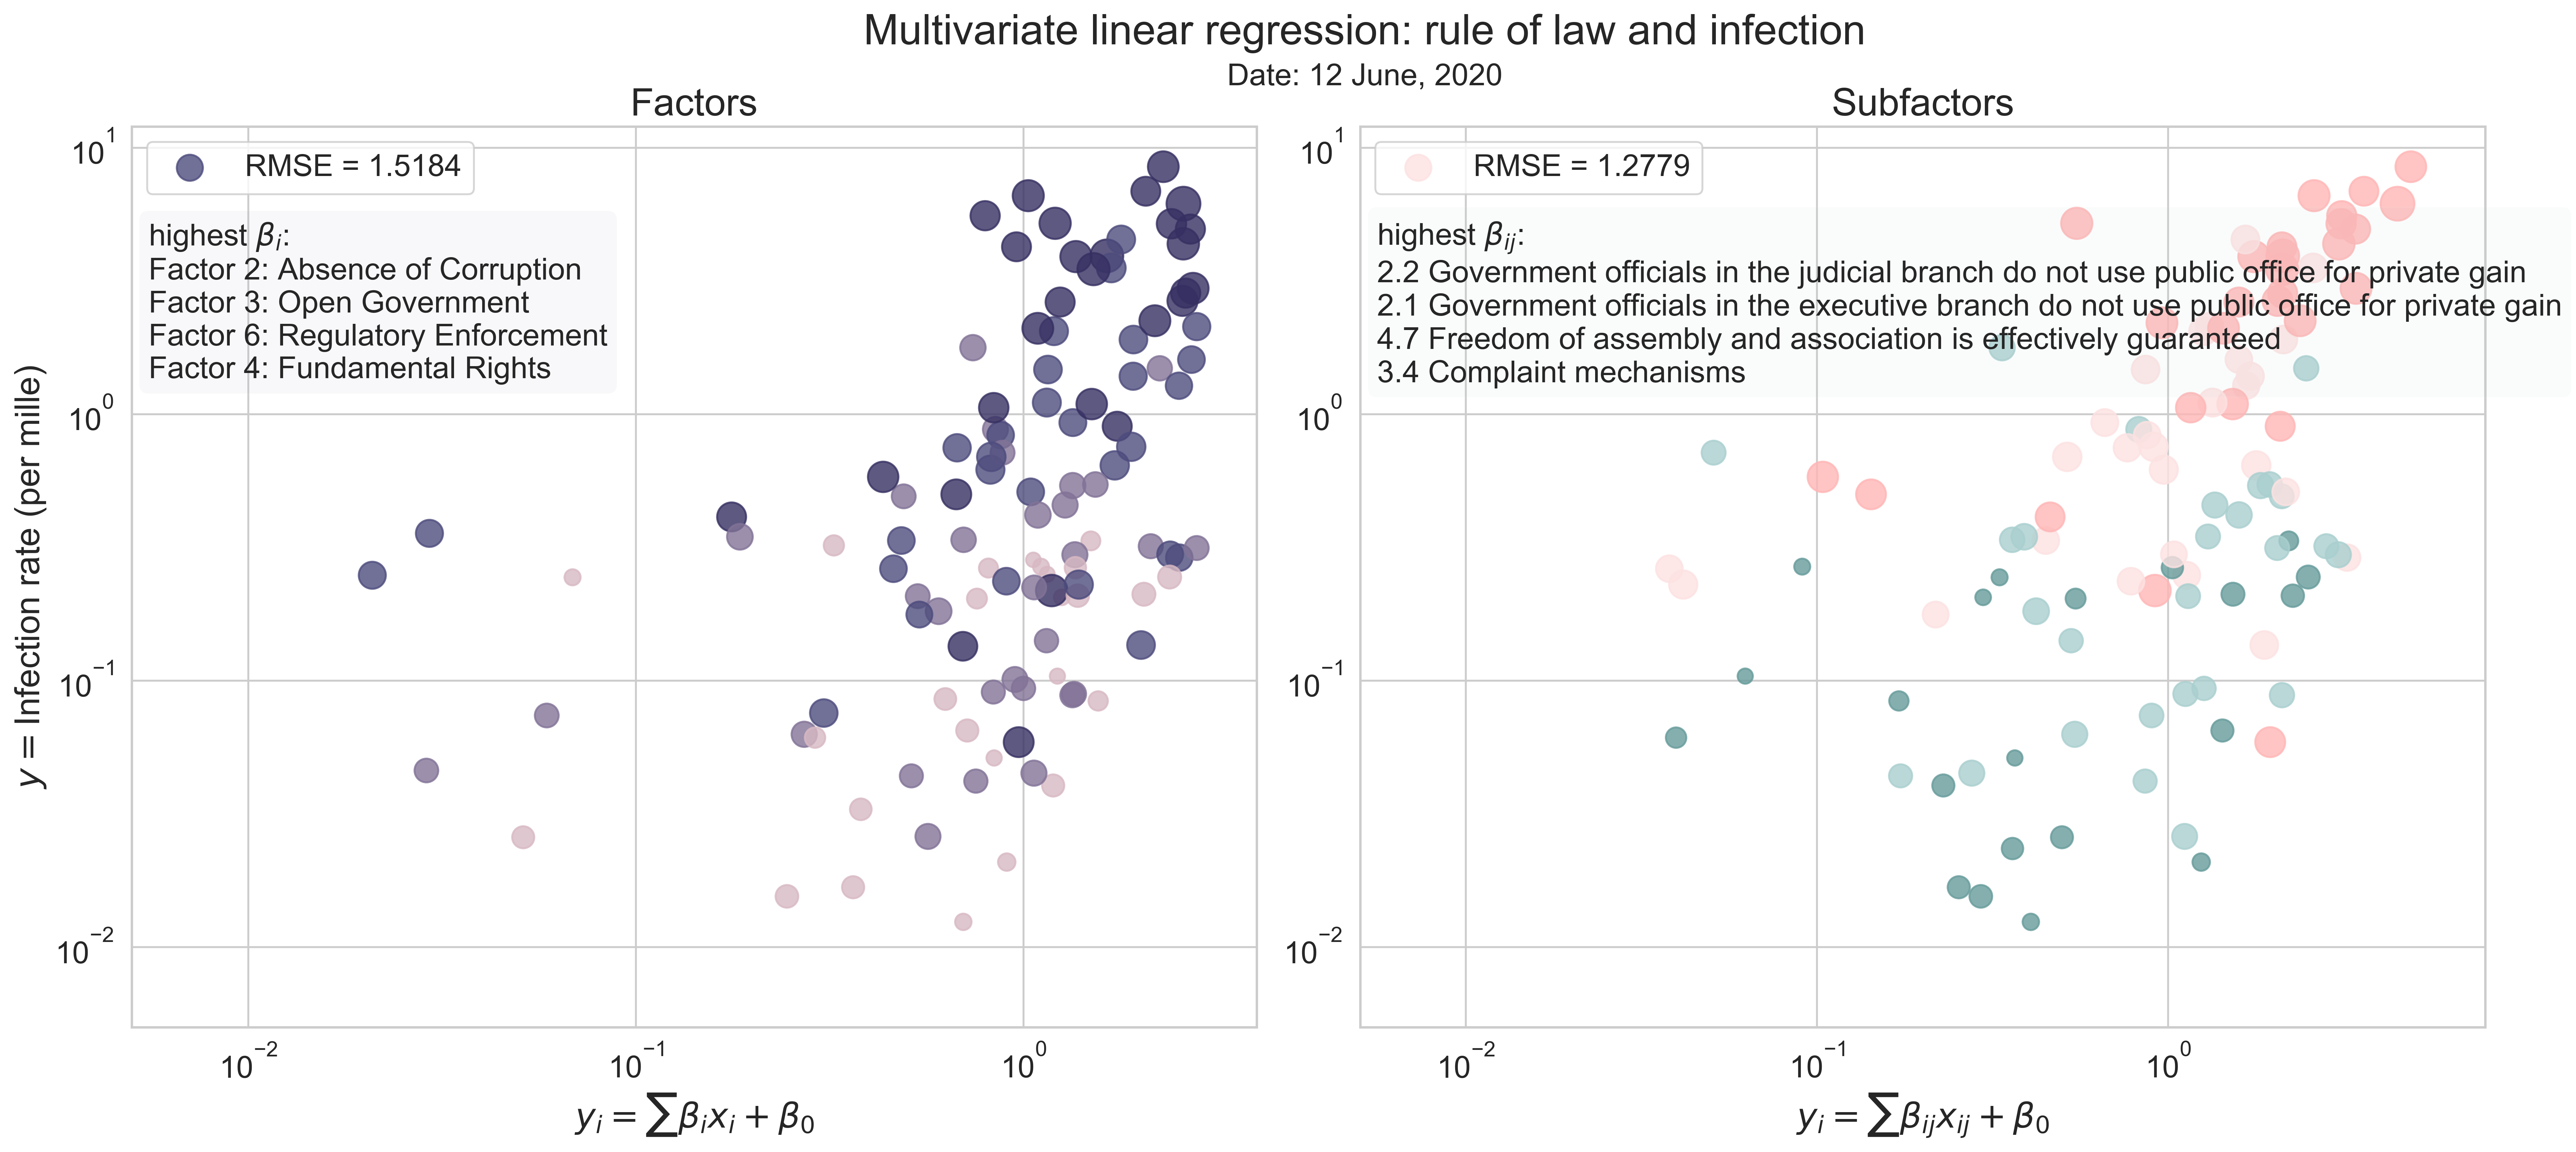 Multivariate linear regression: rule of law and infection
Date: 12 June, 2020
Factors
RMSE = 1.5184
highest βi:
Factor 2: Absence of Corruption
Factor 3: Open Government
Factor 6: Regulatory Enforcement
Factor 4: Fundamental Rights
y = Infection rate (per mille)
10^1
10^0
10^−1
10^−2
10^−2
10^−1
10^0
yi = ∑βixi + β0
Subfactors
RMSE = 1.2779
highest βij:
2.2 Government officials in the judicial branch do not use public office for private gain
2.1 Government officials in the executive branch do not use public office for private gain
4.7 Freedom of assembly and association is effectively guaranteed
3.4 Complaint mechanisms
10^1
10^0
10^−1
10^−2
10^−2
10^−1
10^0
yi = ∑βijxij + β0